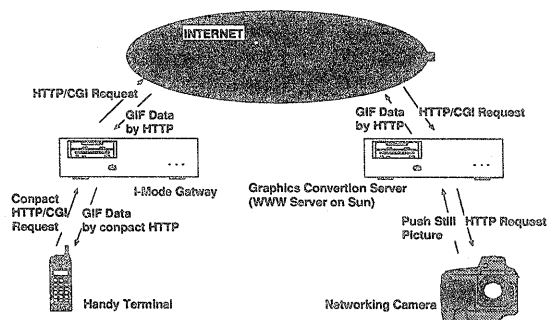 INTERNET
HTTP/CGI Request
GIF Data
by HTTP
GIF Data
by HTTP
HTTP/CGI Request
I-Mode Gatway
Graphics Convertion Server
(WWW Server on Sun)
Conpact
HTTP/CGI
Request
GIF Data
by compact HTTP
Push Still
Picture
HTTP Request
Handy Terminal
Networking Camera